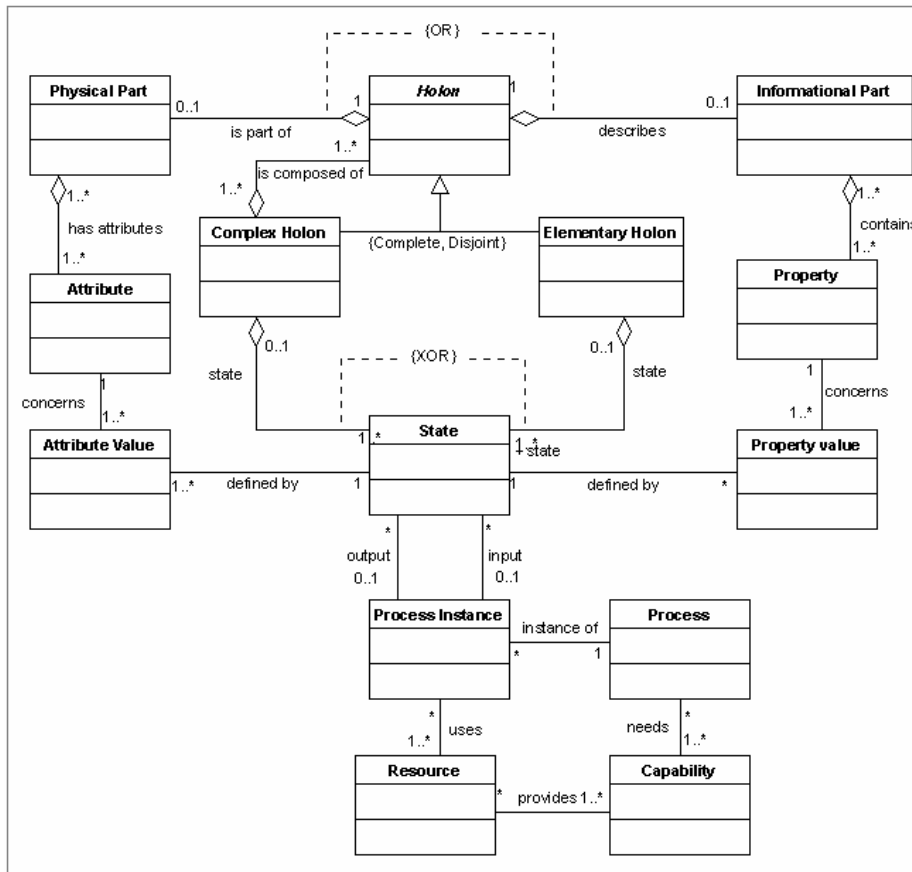 {OR}
Physical Part
Holon
Informational Part
0..1
1
1
0..1
is part of
describes
1..*
is composed of
1..*
1..*
1..*
has attributes
Complex Holon
{Complete, Disjoint}
Elementary Holon
contains
1..*
1..*
Attribute
Property
0..1
0..1
{XOR}
state
state
1
1
concerns
concerns
1..*
1..*
Attribute Value
State
Property value
1..*
1..*
+state
1..*
defined by
1
1
defined by
*
*
*
output
input
0..1
0..1
Process Instance
Process
instance of
*
1
*
*
uses
needs
1..*
1..*
Resource
Capability
*
provides
1..*